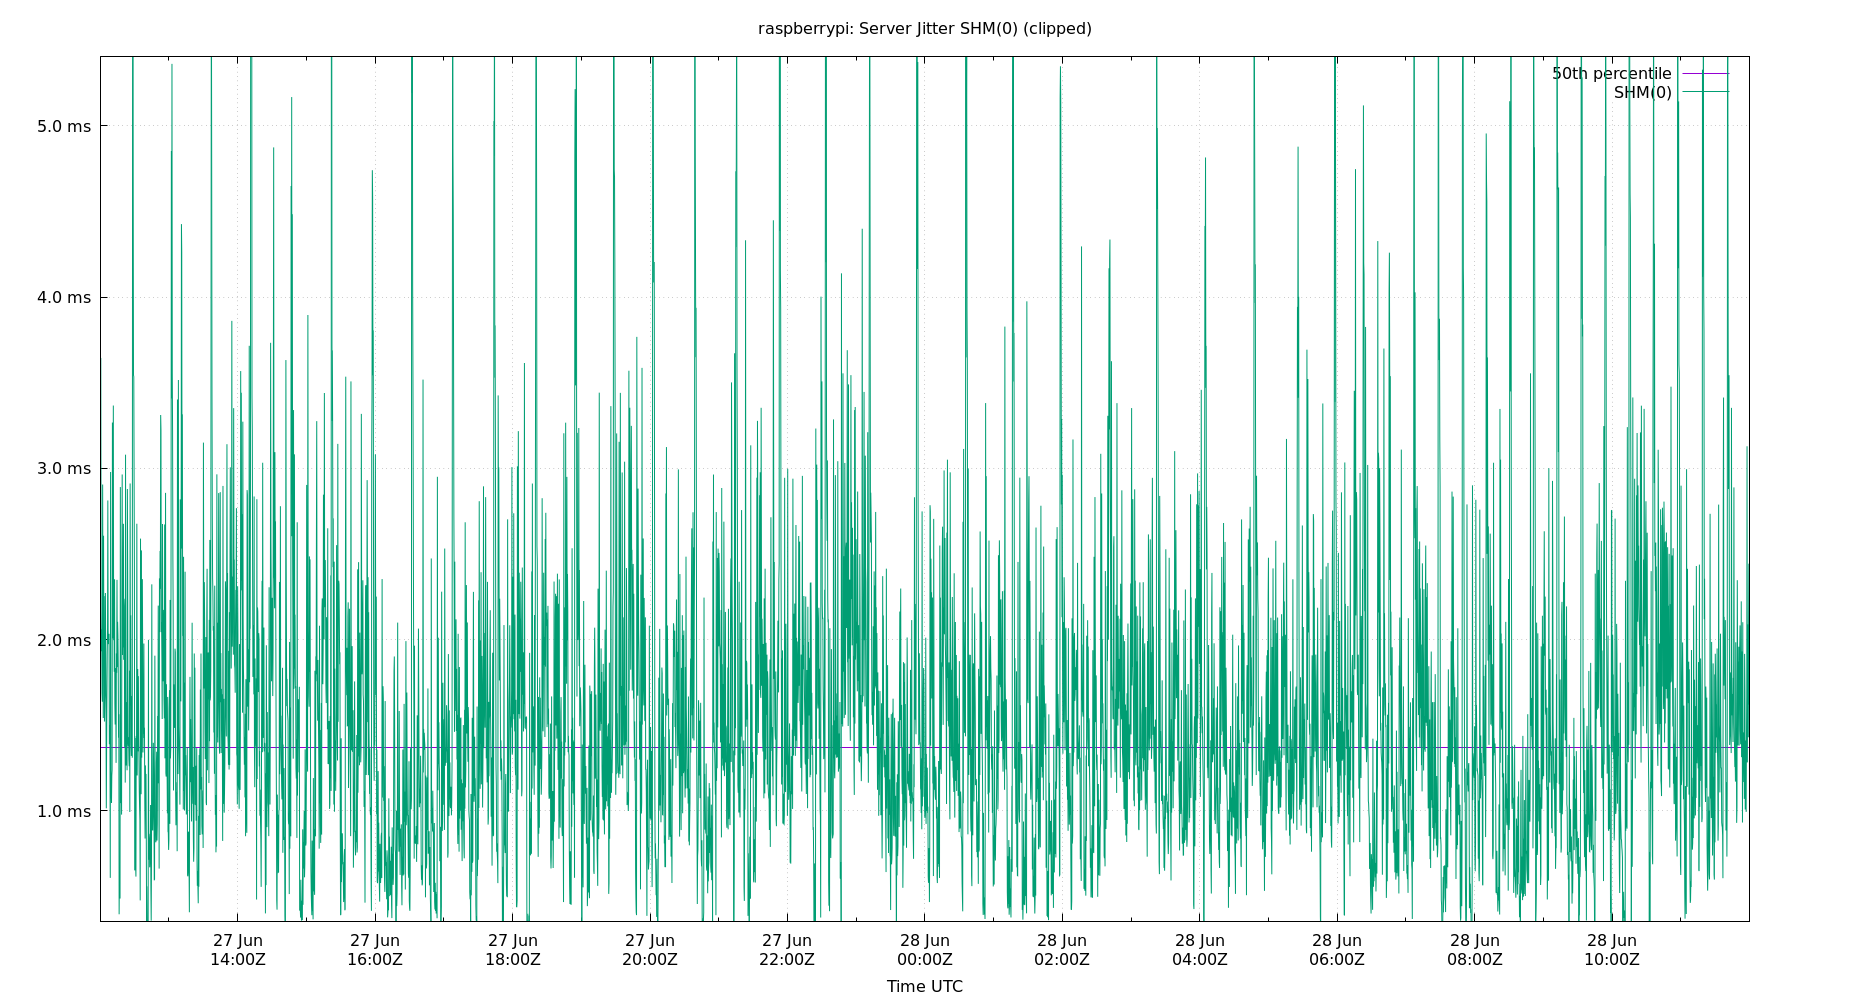 raspberrypi: Server Jitter SHM(0) (clipped)
50th percentile
SHM(0)
5.0 ms
4.0 ms
3.0 ms
2.0 ms
1.0 ms
27 Jun 27 Jun 27 Jun 27 Jun 27 Jun 28 Jun 28 Jun 28 Jun 28 Jun 28 Jun 28 Jun
14:00Z 16:00Z 18:00Z 20:00Z 22:00Z 00:00Z 02:00Z 04:00Z 06:00Z 08:00Z 10:00Z
Time UTC